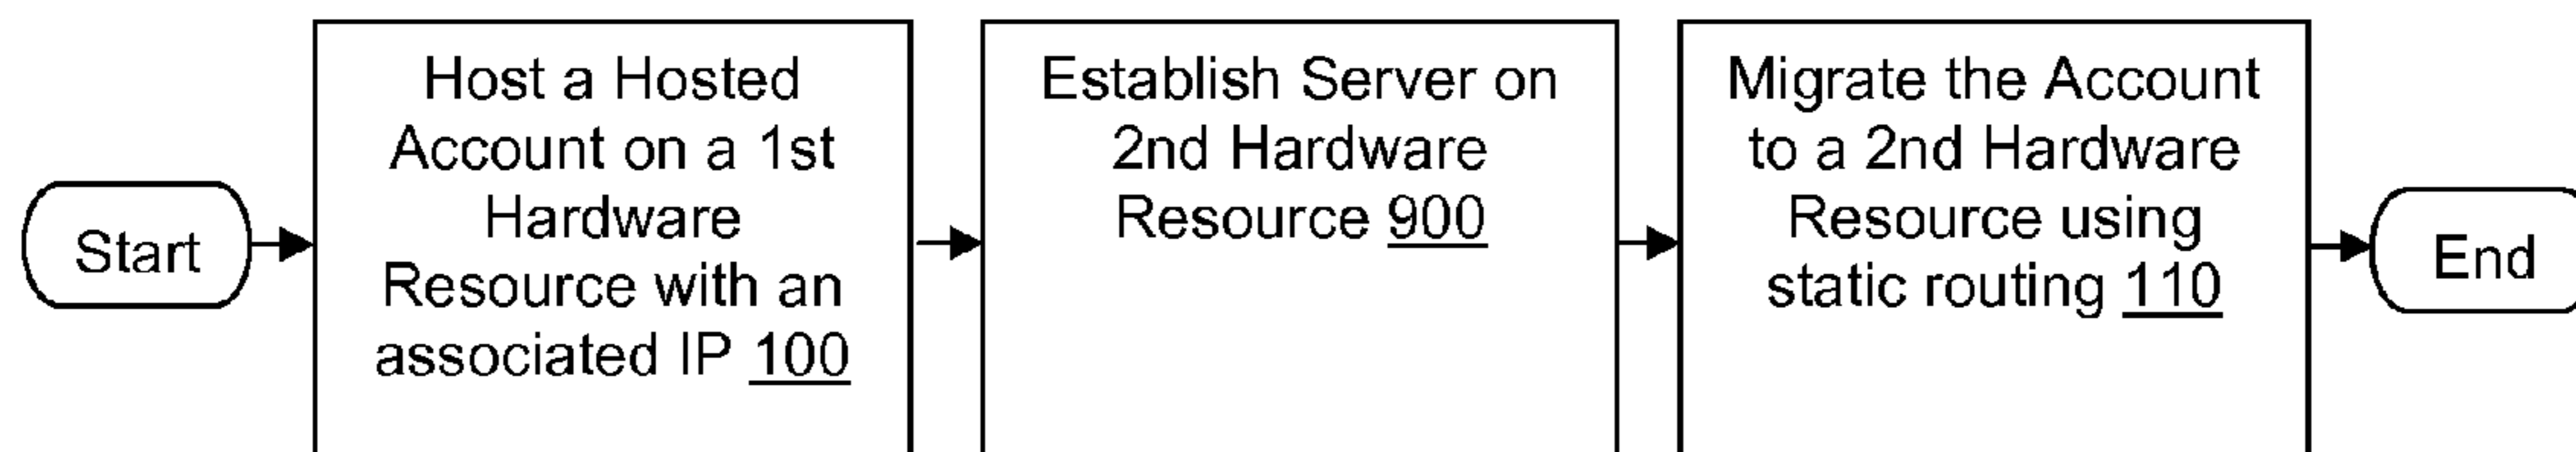 Start
Host a Hosted
Account on a 1st
Hardware
Resource with an
associated IP 100
Establish Server on
2nd Hardware
Resource 900
Migrate the Account
to a 2nd Hardware
Resource using
static routing 110
End